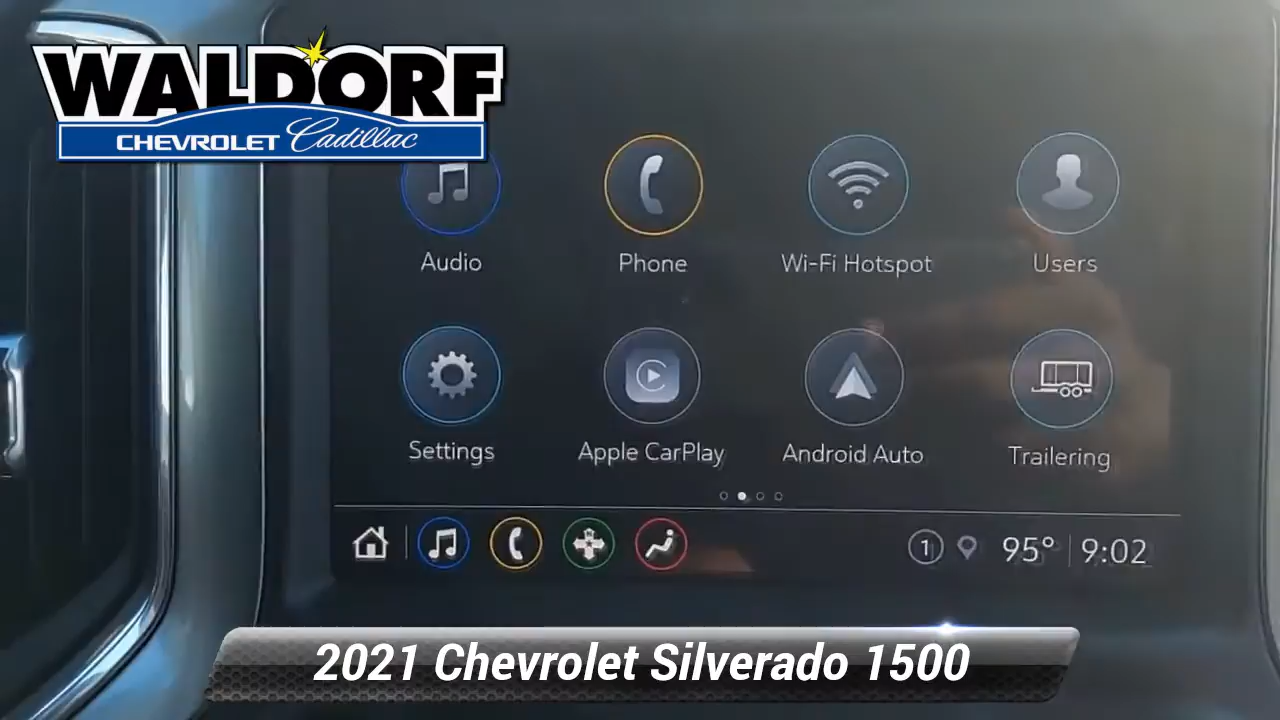 WALDORF
CHEVROLET Cadillac
Audio Phone Wi-Fi Hotspot Users
Settings Apple CarPlay Android Auto Trailering
1 95° 9:02
2021 Chevrolet Silverado 1500